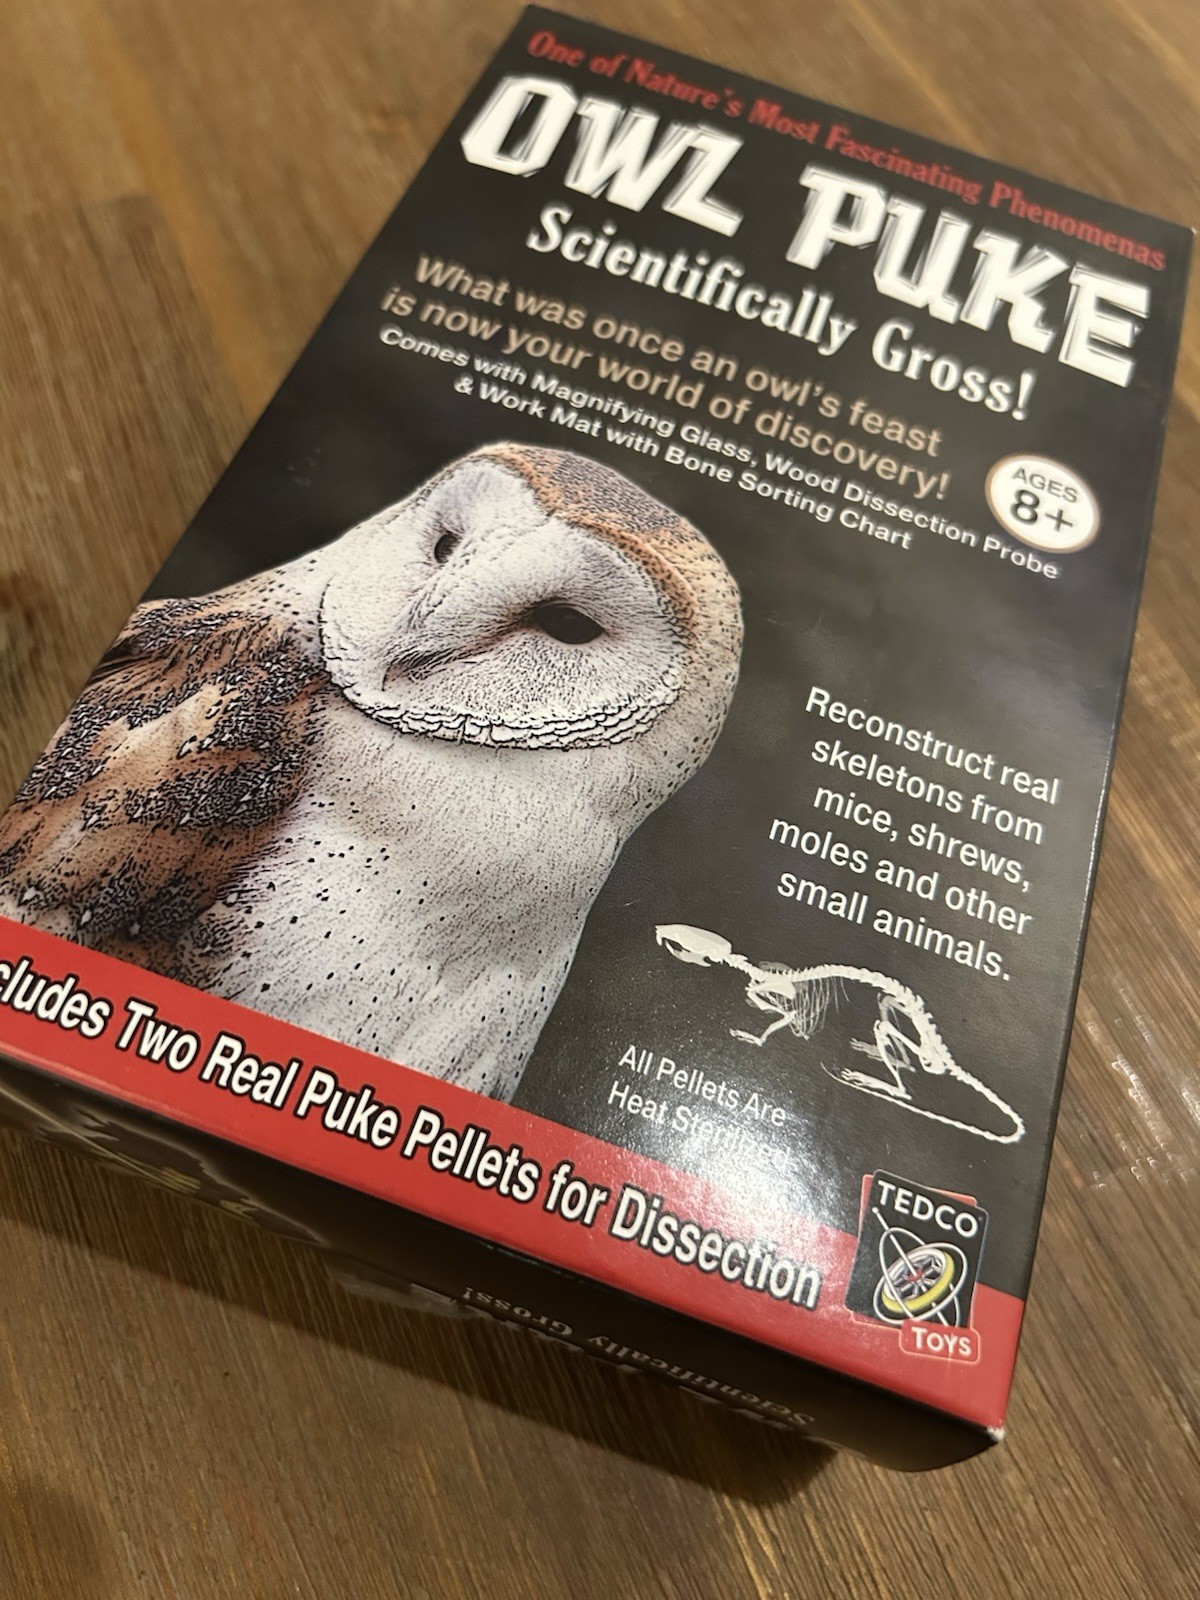 One of Nature's Most Fascinating Phenomenas
OWL PUKE
Scientifically Gross!
What was once an owl's feast
is now your world of discovery!
Comes with Magnifying Glass, Wood Dissection Probe
& Work Mat with Bone Sorting Chart
AGES
8+
Reconstruct real
skeletons from
mice, shrews,
moles and other
small animals.
All Pellets Are
Heat Sterilized
cludes Two Real Puke Pellets for Dissection
TEDCO
TOYS
Scientifically Gross!